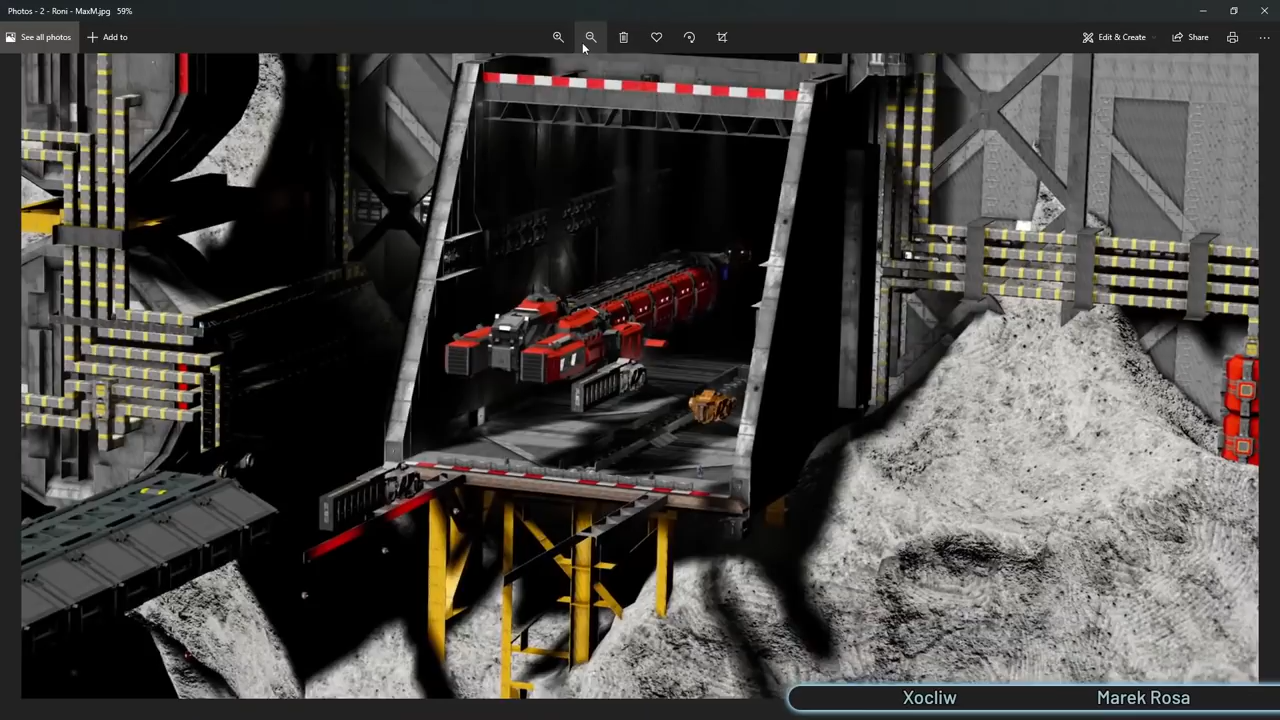 Photos - 2 - Roni - MaxM.jpg 59%
See all photos
Add to
Edit & Create
Share
Xocliw
Marek Rosa